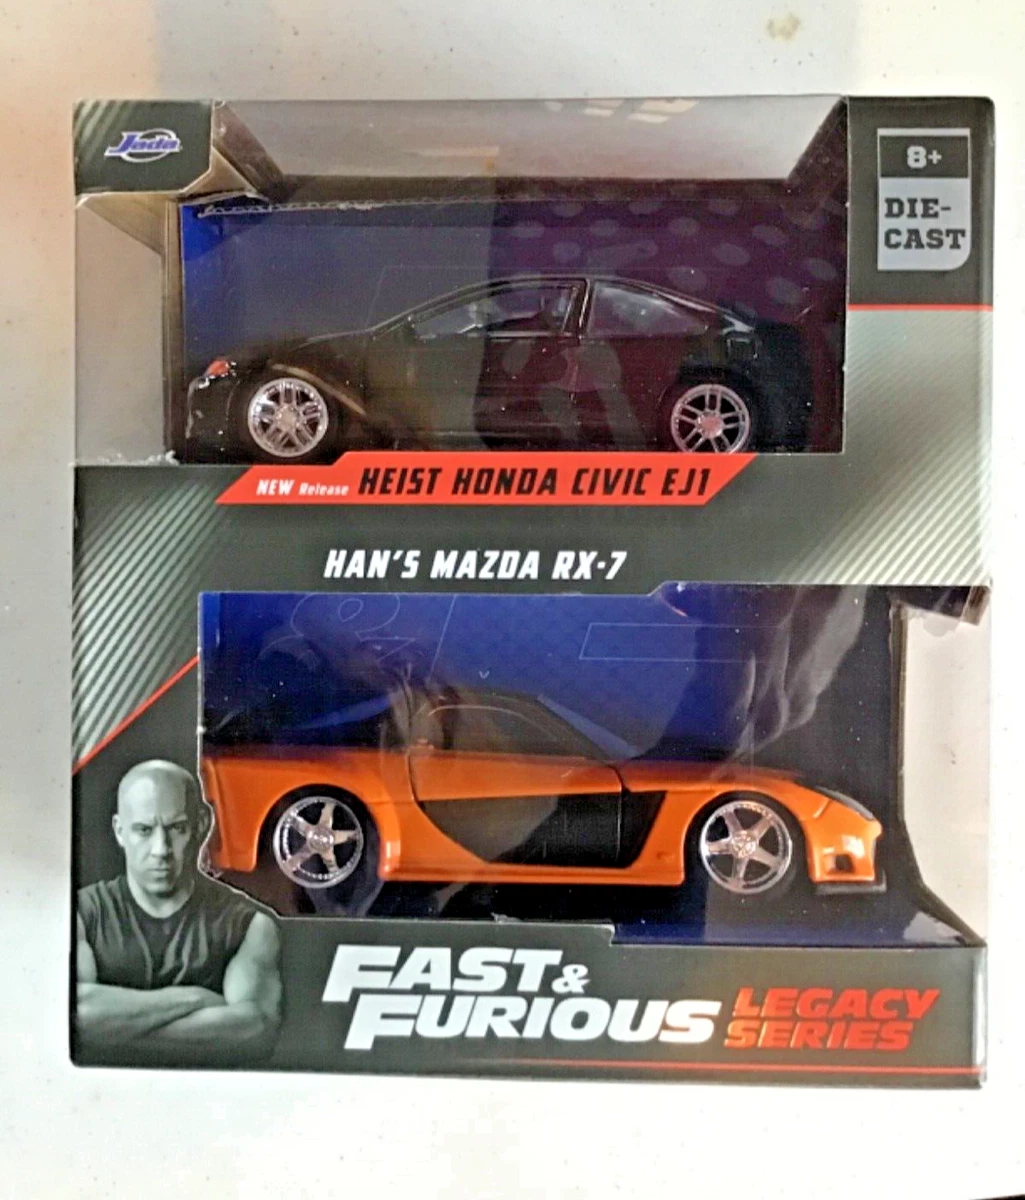 Jada
8+
DIE-
CAST
NEW Release HEIST HONDA CIVIC EJ1
HAN'S MAZDA RX-7
FAST &
FURIOUS
LEGACY
SERIES